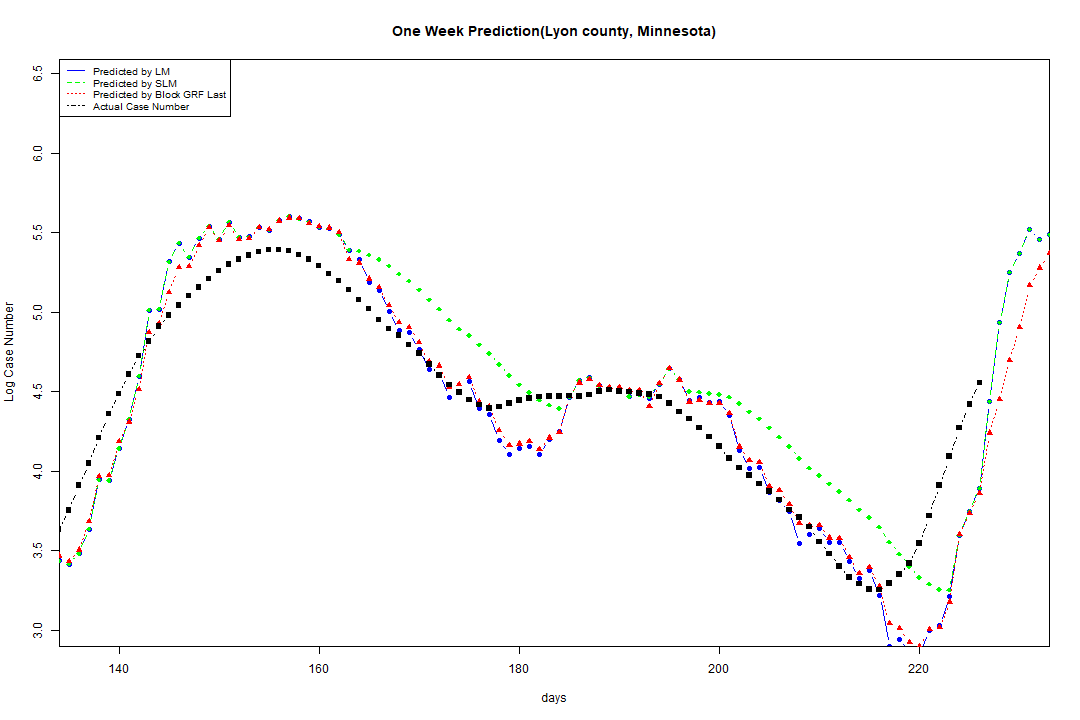 One Week Prediction(Lyon county, Minnesota)
Predicted by LM
Predicted by SLM
Predicted by Block GRF Last
Actual Case Number
6.5
6.0
5.5
5.0
4.5
4.0
3.5
3.0
Log Case Number
140 160 180 200 220
days